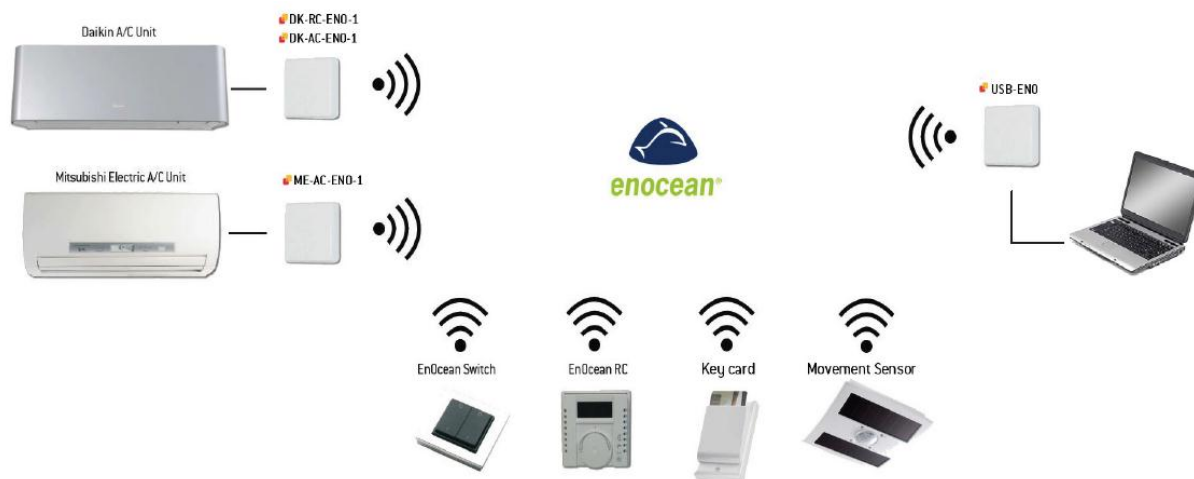 Daikin A/C Unit
DK-RC-ENO-1
DK-AC-ENO-1
USB-ENO
enocean®
Mitsubishi Electric A/C Unit
ME-AC-ENO-1
EnOcean Switch
EnOcean RC
Key card
Movement Sensor